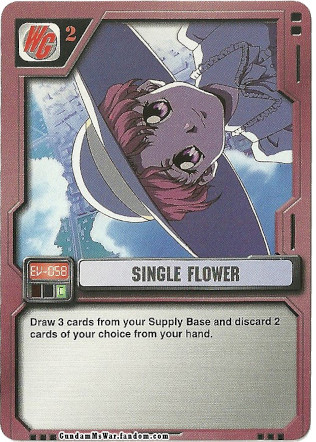 WG 2
EV-058
C
SINGLE FLOWER
Draw 3 cards from your Supply Base and discard 2
cards of your choice from your hand.
GundamMsWar.fandom.com